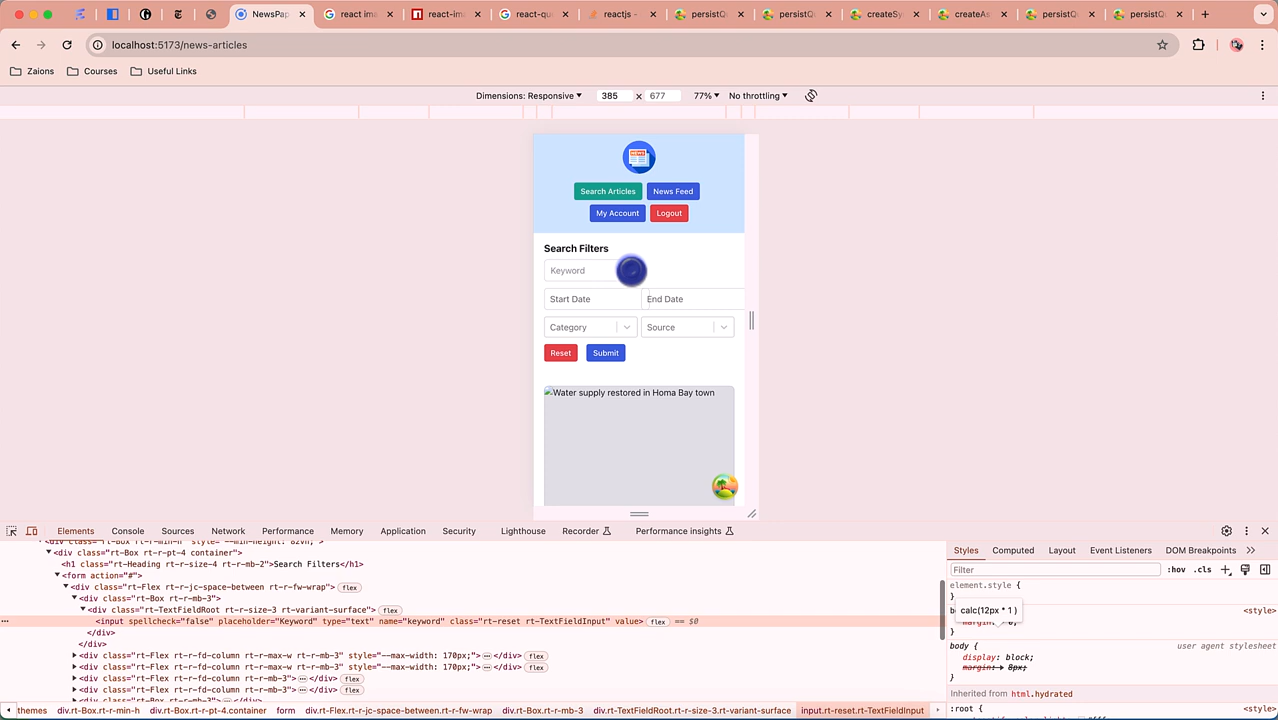 NewsPap
react ima
react-ima
react-qu
reactjs -
persistQu
persistQu
createSy
createAs
persistQu
persistQu
localhost:5173/news-articles
Zaions
Courses
Useful Links
Dimensions: Responsive
385
×
677
77%
No throttling
NEWS
Search Articles
News Feed
My Account
Logout
Search Filters
Keyword
Start Date
End Date
Category
Source
Reset
Submit
Water supply restored in Homa Bay town
Elements
Console
Sources
Network
Performance
Memory
Application
Security
Lighthouse
Recorder
Performance insights
<div class="rt-Box rt-r-pt-4 container">
<h1 class="rt-Heading rt-r-size-4 rt-r-mb-2">Search Filters</h1>
<form action="#">
<div class="rt-Flex rt-r-jc-space-between rt-r-fw-wrap"> flex
<div class="rt-Box rt-r-mb-3">
<div class="rt-TextFieldRoot rt-r-size-3 rt-variant-surface"> flex
<input spellcheck="false" placeholder="Keyword" type="text" name="keyword" class="rt-reset rt-TextFieldInput" value> flex == $0
</div>
</div>
<div class="rt-Flex rt-r-fd-column rt-r-max-w rt-r-mb-3" style="--max-width: 170px;"> … </div> flex
<div class="rt-Flex rt-r-fd-column rt-r-max-w rt-r-mb-3" style="--max-width: 170px;"> … </div> flex
<div class="rt-Flex rt-r-fd-column rt-r-mb-3"> … </div> flex
<div class="rt-Flex rt-r-fd-column rt-r-mb-3"> … </div> flex
themes
div.rt-Box.rt-r-min-h
div.rt-Box.rt-r-pt-4.container
form
div.rt-Flex.rt-r-jc-space-between.rt-r-fw-wrap
div.rt-Box.rt-r-mb-3
div.rt-TextFieldRoot.rt-r-size-3.rt-variant-surface
input.rt-reset.rt-TextFieldInput
Styles
Computed
Layout
Event Listeners
DOM Breakpoints
Filter
:hov
.cls
element.style {
}
calc(12px * 1)
<style>
}
body {
user agent stylesheet
display: block;
margin: 8px;
}
Inherited from html.hydrated
:root {
<style>